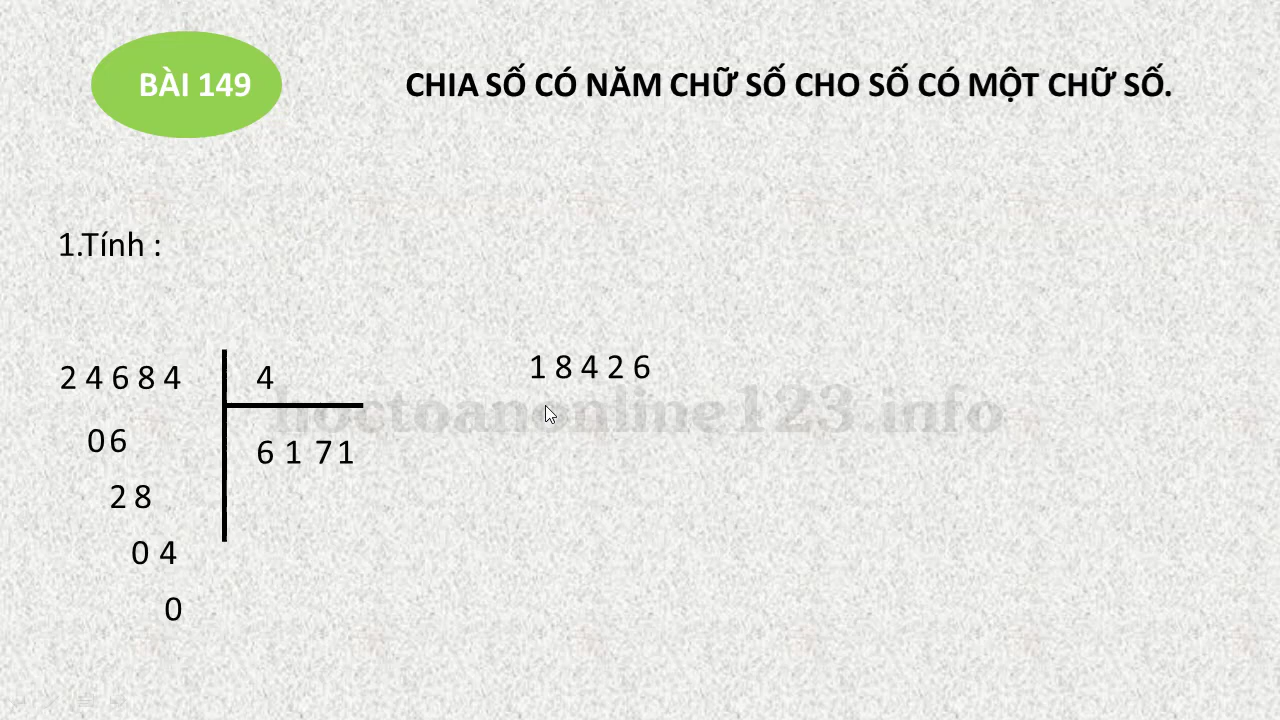 BÀI 149
CHIA SỐ CÓ NĂM CHỮ SỐ CHO SỐ CÓ MỘT CHỮ SỐ.
1.Tính :
2 4 6 8 4 4
0 6 6 1 7 1
2 8
0 4
0
1 8 4 2 6
hoctoanonline123.info